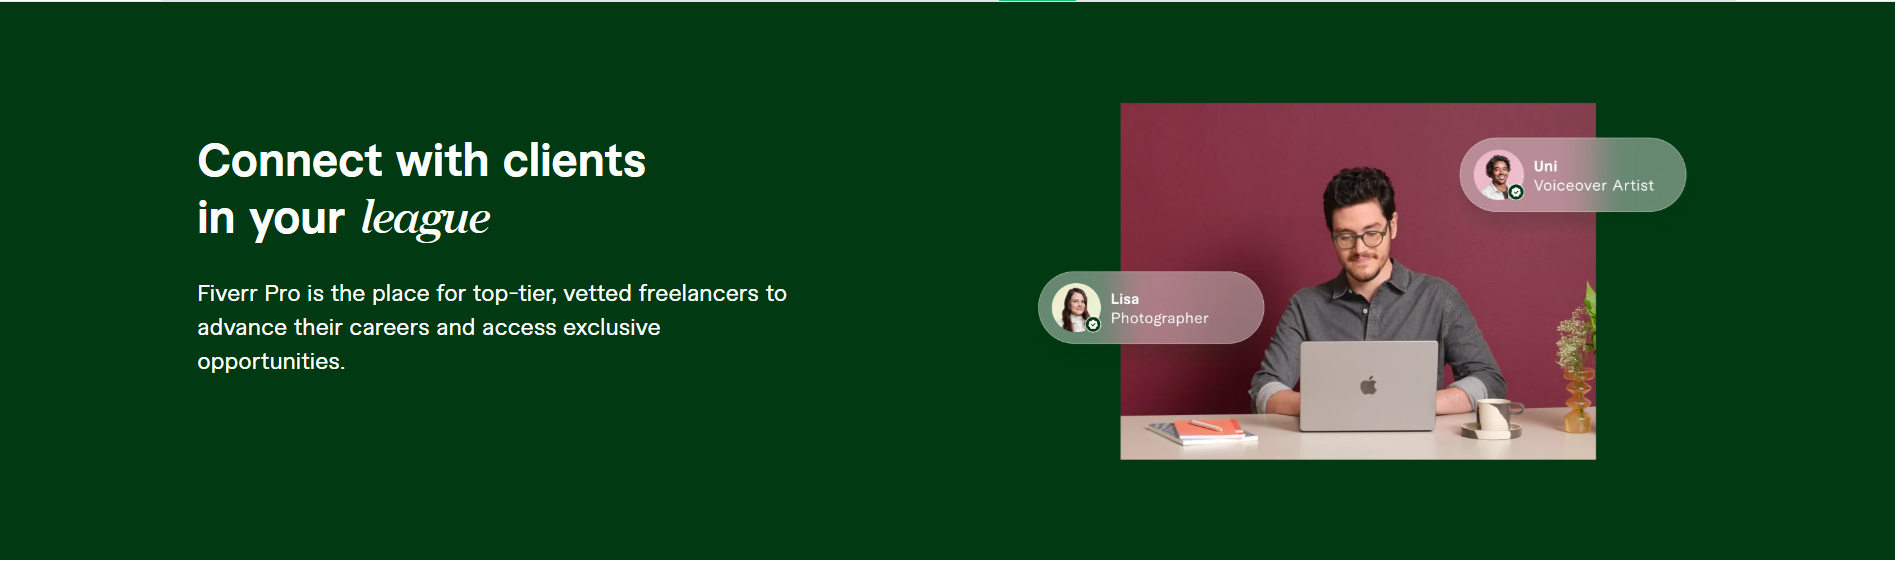 Connect with clients
in your league
Fiverr Pro is the place for top-tier, vetted freelancers to
advance their careers and access exclusive
opportunities.
Uni
Voiceover Artist
Lisa
Photographer